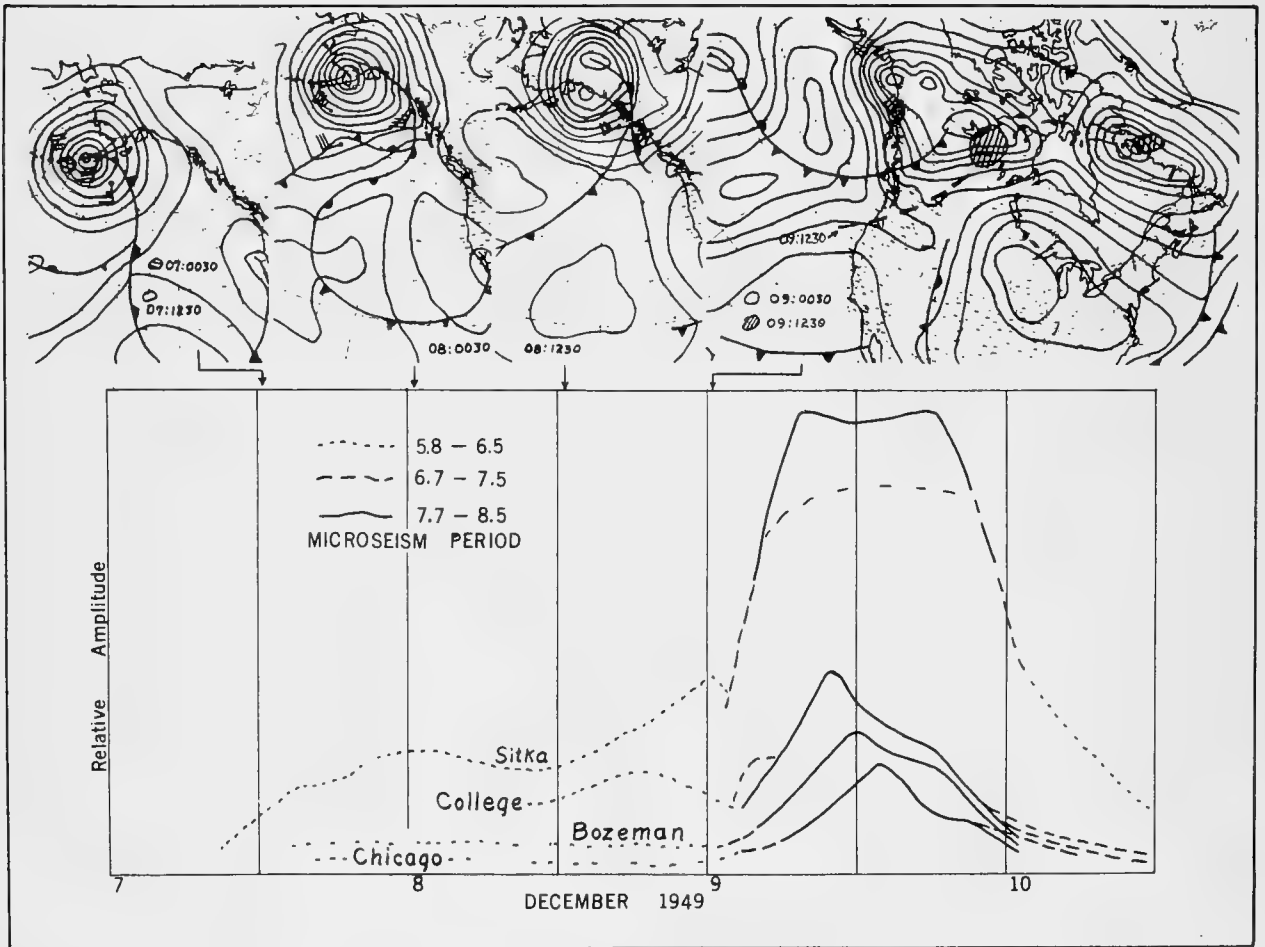 07:0030
07:1230
08:0030
08:1230
09:1230
09:0030
09:1230
5.8 – 6.5
6.7 – 7.5
7.7 – 8.5
MICROSEISM PERIOD
Relative Amplitude
Sitka
College
Bozeman
Chicago
7 8 9 10
DECEMBER 1949